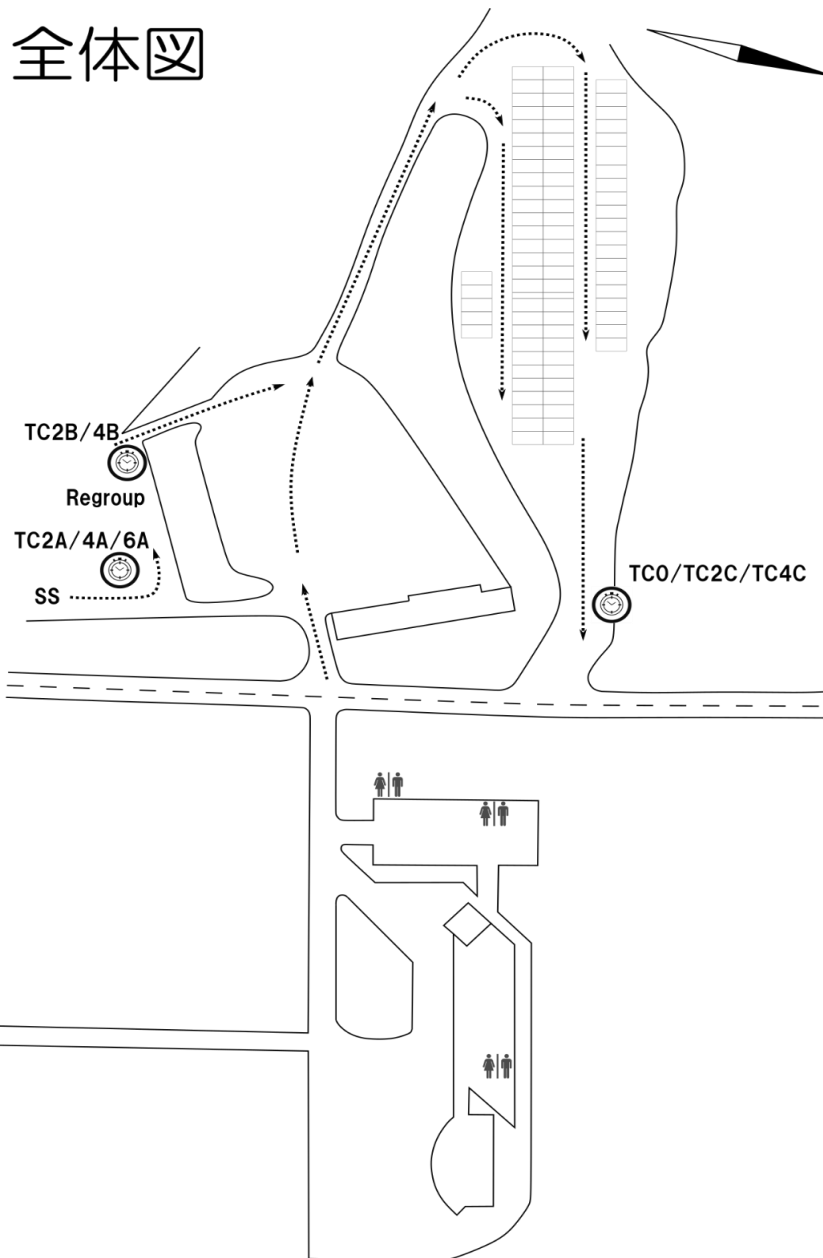 全体図
TC2B/4B
Regroup
TC2A/4A/6A
SS
TC0/TC2C/TC4C